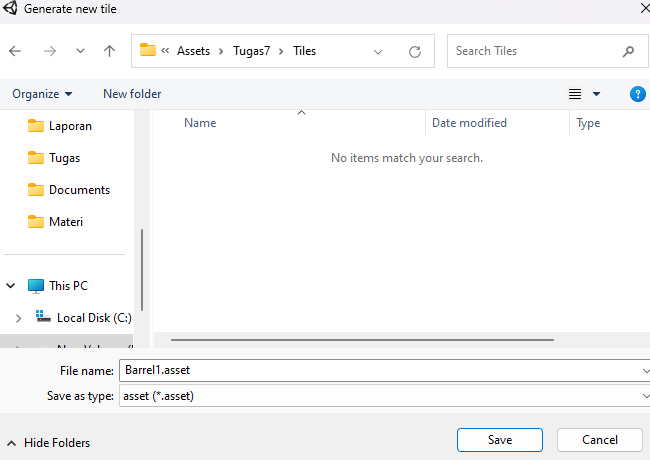 Generate new tile
« Assets > Tugas7 > Tiles
Search Tiles
Organize
New folder
Laporan
Tugas
Documents
Materi
This PC
Local Disk (C:)
Name
Date modified
Type
No items match your search.
File name:
Barrel1.asset
Save as type:
asset (*.asset)
Hide Folders
Save
Cancel